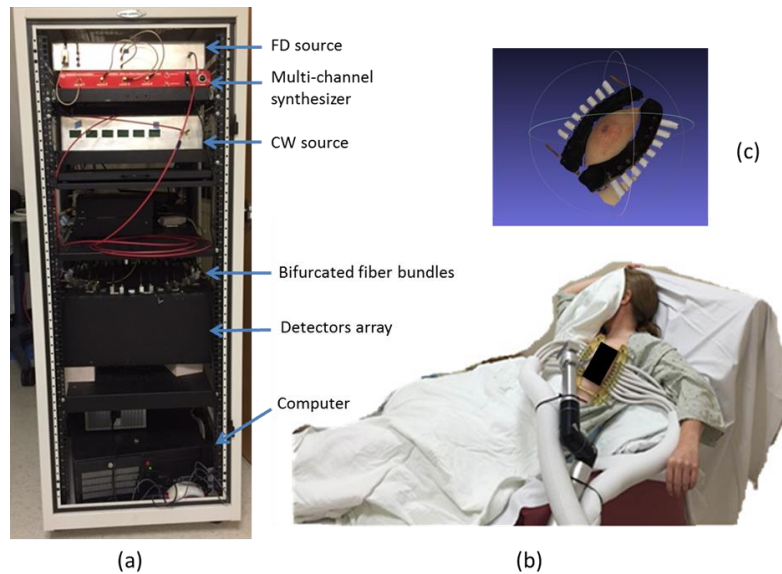 FD source
Multi-channel
synthesizer
CW source
Bifurcated fiber bundles
Detectors array
Computer
(c)
(a)
(b)